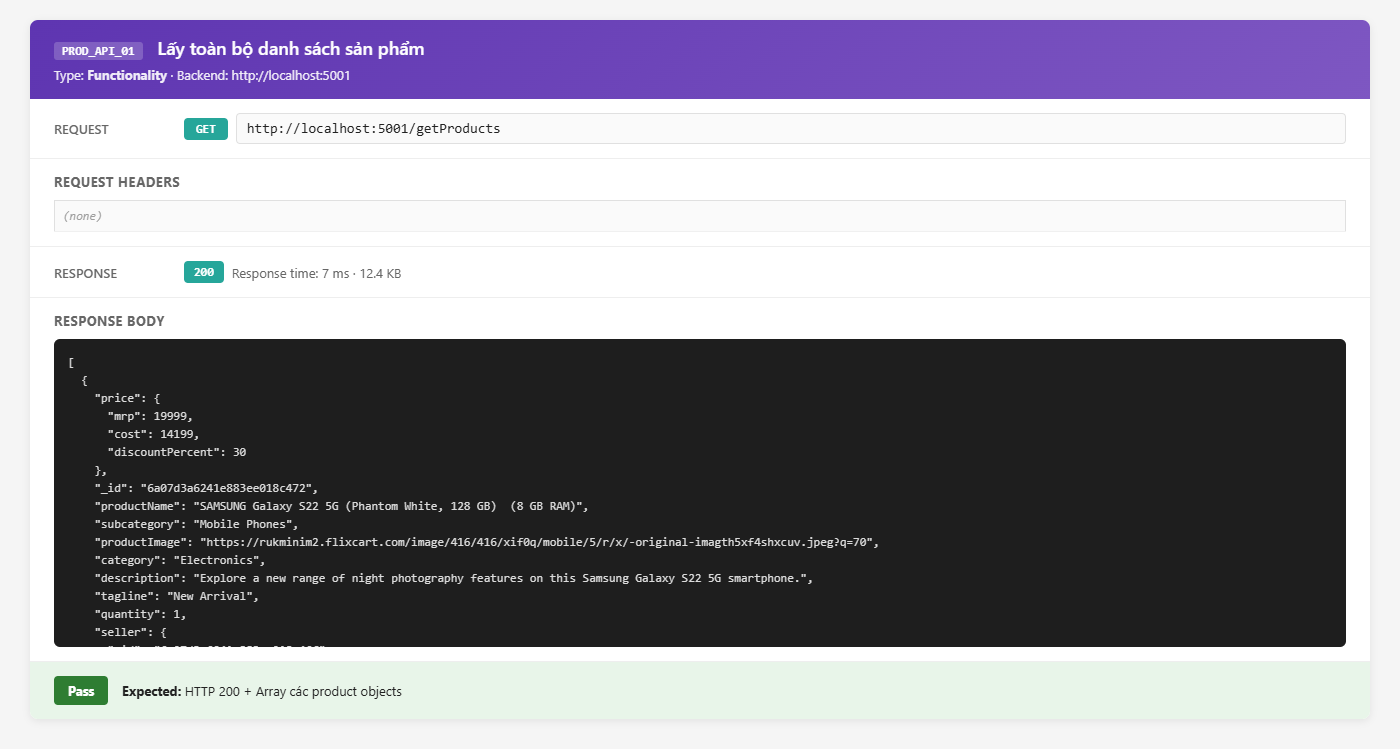 PROD_API_01 Lấy toàn bộ danh sách sản phẩm
Type: Functionality · Backend: http://localhost:5001
REQUEST GET http://localhost:5001/getProducts
REQUEST HEADERS
(none)
RESPONSE 200 Response time: 7 ms · 12.4 KB
RESPONSE BODY
[
{
"price": {
"mrp": 19999,
"cost": 14199,
"discountPercent": 30
},
"_id": "6a07d3a6241e883ee018c472",
"productName": "SAMSUNG Galaxy S22 5G (Phantom White, 128 GB)  (8 GB RAM)",
"subcategory": "Mobile Phones",
"productImage": "https://rukminim2.flixcart.com/image/416/416/xif0q/mobile/5/r/x/-original-imagth5xf4shxcuv.jpeg?q=70",
"category": "Electronics",
"description": "Explore a new range of night photography features on this Samsung Galaxy S22 5G smartphone.",
"tagline": "New Arrival",
"quantity": 1,
"seller": {
Pass Expected: HTTP 200 + Array các product objects